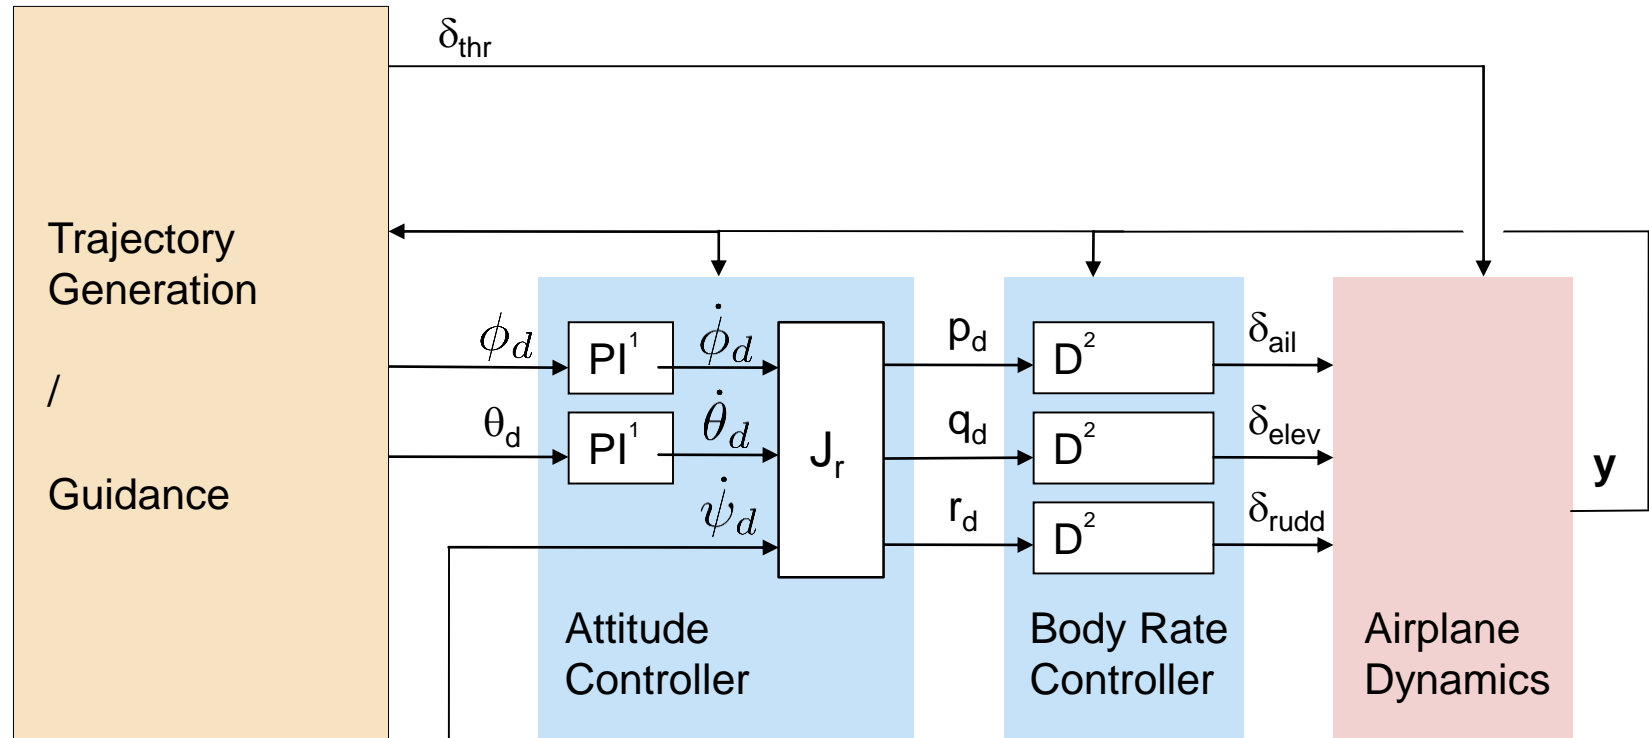 δthr
Trajectory
Generation
/
Guidance
ϕd
PI¹
ϕ̇d
θd
PI¹
θ̇d
ψ̇d
Jr
pd
D²
δail
qd
D²
δelev
rd
D²
δrudd
y
Attitude
Controller
Body Rate
Controller
Airplane
Dynamics